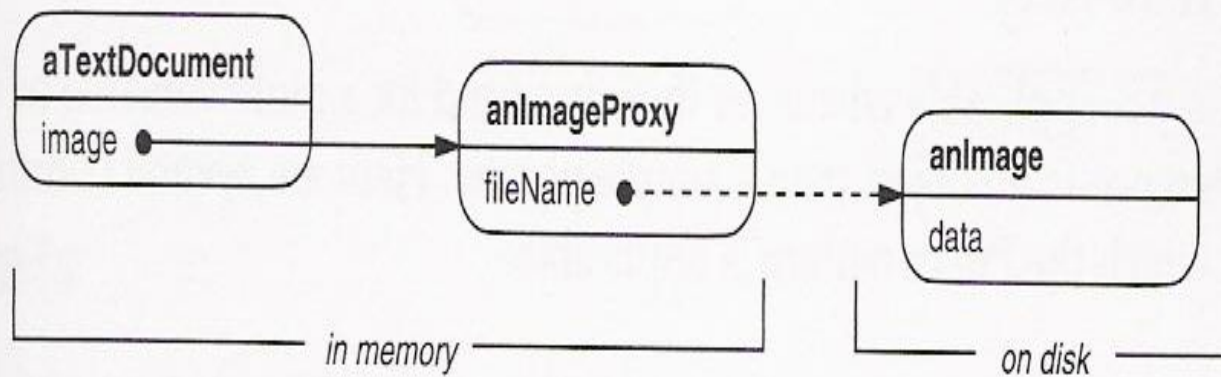 aTextDocument
image
anImageProxy
fileName
anImage
data
in memory
on disk